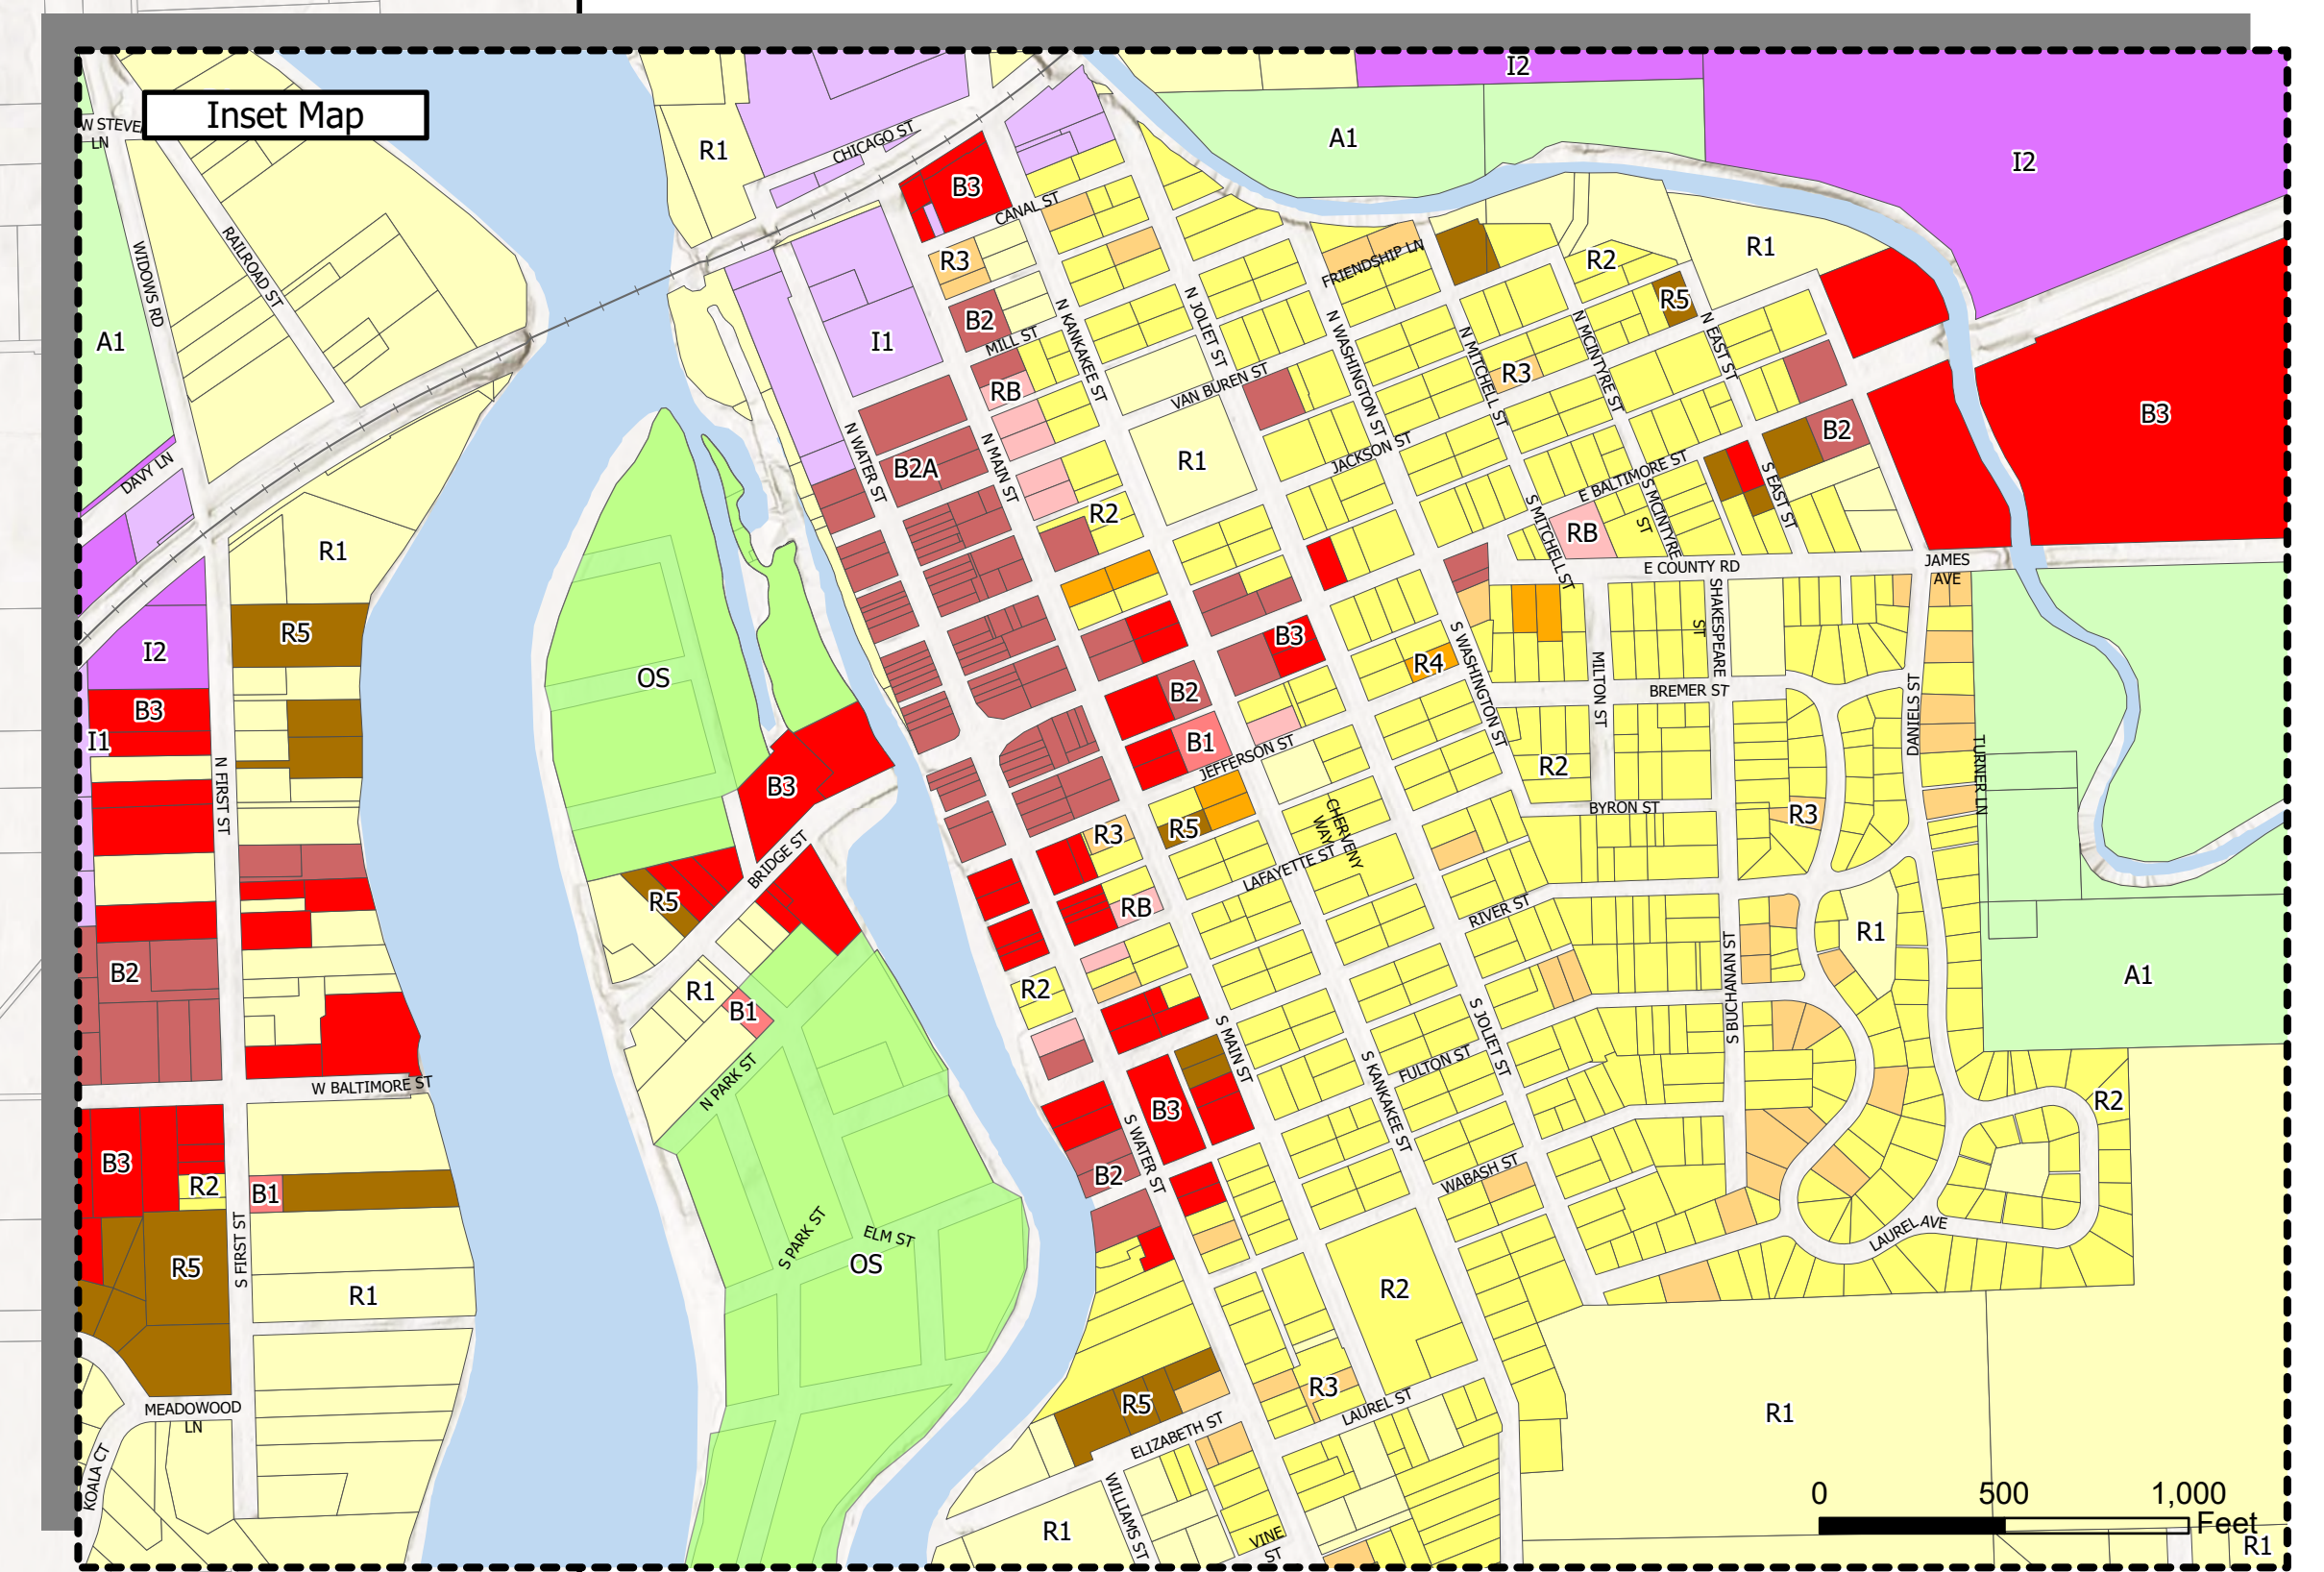 Inset Map
I2
A1
I2
R1
CHICAGO ST
W STEVE
LN
B3
CANAL ST
WIDOWS RD
RAILROAD ST
A1
R3
B2
I1
MILL ST
RB
N KANKAKEE ST
N JOLIET ST
VAN BUREN ST
N WASHINGTON ST
FRIENDSHIP LN
R2
R1
R5
N EAST ST
N MCINTYRE ST
N MITCHELL ST
R3
JACKSON ST
B3
B2
DAVY LN
N WATER ST
B2A
N MAIN ST
R1
R2
E BALTIMORE ST
S EAST ST
S MCINTYRE
ST
S MITCHELL ST
RB
E COUNTY RD
JAMES
AVE
R1
R5
I2
B3
I1
N FIRST ST
OS
B3
BRIDGE ST
B3
R4
S WASHINGTON ST
MILTON ST
SHAKESPEARE
ST
BREMER ST
DANIELS ST
TURNER LN
B2
B1
JEFFERSON ST
R2
BYRON ST
R3
R3
R5
CHERVENY
WAY
LAFAYETTE ST
RB
R5
RIVER ST
R1
A1
B2
R1
B1
R2
S MAIN ST
S JOLIET ST
S BUCHANAN ST
N PARK ST
FULTON ST
S KANKAKEE ST
W BALTIMORE ST
B3
S WATER ST
R2
B3
R2
B1
B2
WABASH ST
S FIRST ST
R5
R1
S PARK ST
ELM ST
OS
LAUREL AVE
R2
R3
R5
LAUREL ST
ELIZABETH ST
R1
MEADOWOOD
LN
KOALA CT
WILLIAMS ST
R1
VINE
ST
0
500
1,000
Feet
R1